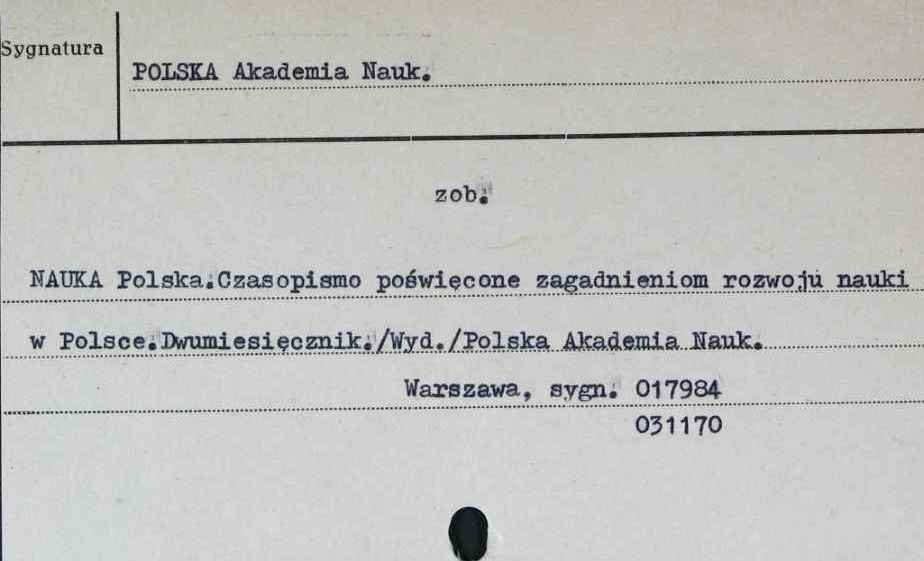 Sygnatura
POLSKA Akademia Nauk.
zob.
NAUKA Polska.Czasopismo poświęcone zagadnieniom rozwoju nauki
w Polsce.Dwumiesięcznik./Wyd./Polska Akademia Nauk.
Warszawa, sygn. 017984
031170